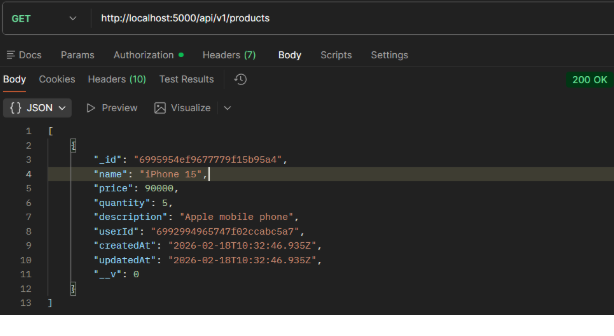 GET http://localhost:5000/api/v1/products
Docs Params Authorization Headers (7) Body Scripts Settings
Body Cookies Headers (10) Test Results 200 OK
{} JSON Preview Visualize
1 [
2 {
3 "_id": "6995954ef9677779f15b95a4",
4 "name": "iPhone 15",
5 "price": 90000,
6 "quantity": 5,
7 "description": "Apple mobile phone",
8 "userId": "6992994965747f02ccabc5a7",
9 "createdAt": "2026-02-18T10:32:46.935Z",
10 "updatedAt": "2026-02-18T10:32:46.935Z",
11 "__v": 0
12 }
13 ]